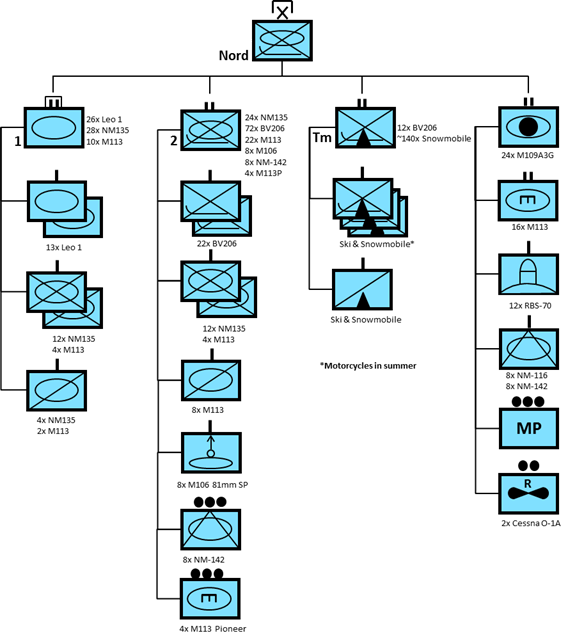 Nord
1
26x Leo 1
28x NM135
10x M113
13x Leo 1
12x NM135
4x M113
4x NM135
2x M113
2
24x NM135
72x BV206
22x M113
8x M106
8x NM-142
4x M113P
22x BV206
12x NM135
4x M113
8x M113
8x M106 81mm SP
8x NM-142
E
4x M113 Pioneer
Tm
12x BV206
~140x Snowmobile
Ski & Snowmobile*
Ski & Snowmobile
*Motorcycles in summer
24x M109A3G
E
16x M113
12x RBS-70
8x NM-116
8x NM-142
MP
R
2x Cessna O-1A